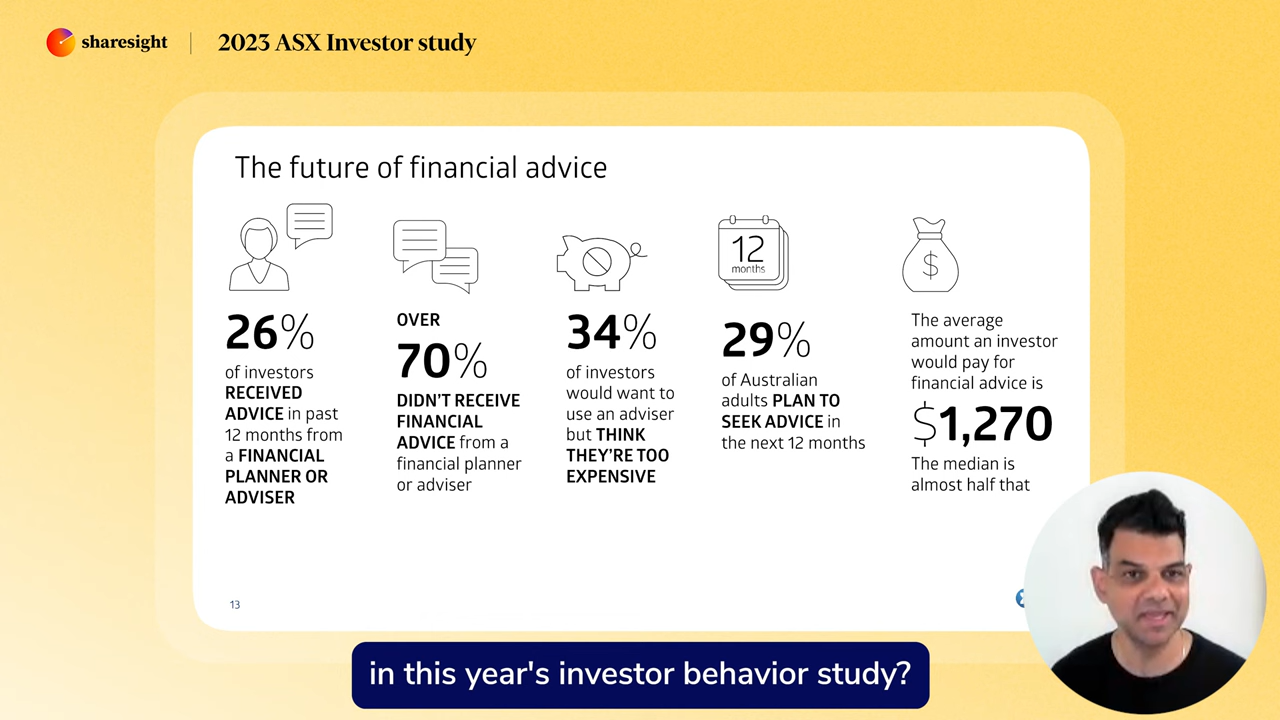 sharesight | 2023 ASX Investor study
The future of financial advice
12
months
26%
of investors
RECEIVED
ADVICE in past
12 months from
a FINANCIAL
PLANNER OR
ADVISER
OVER
70%
DIDN'T RECEIVE
FINANCIAL
ADVICE from a
financial planner
or adviser
34%
of investors
would want to
use an adviser
but THINK
THEY'RE TOO
EXPENSIVE
29%
of Australian
adults PLAN TO
SEEK ADVICE in
the next 12 months
$
The average
amount an investor
would pay for
financial advice is
$1,270
The median is
almost half that
13
in this year's investor behavior study?